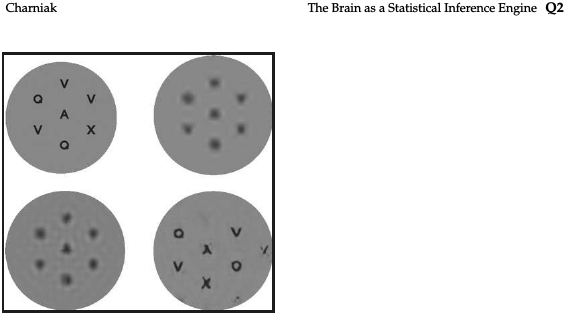 Charniak The Brain as a Statistical Inference Engine Q2
V
Q V
A
V X
Q
Q V
V O
X